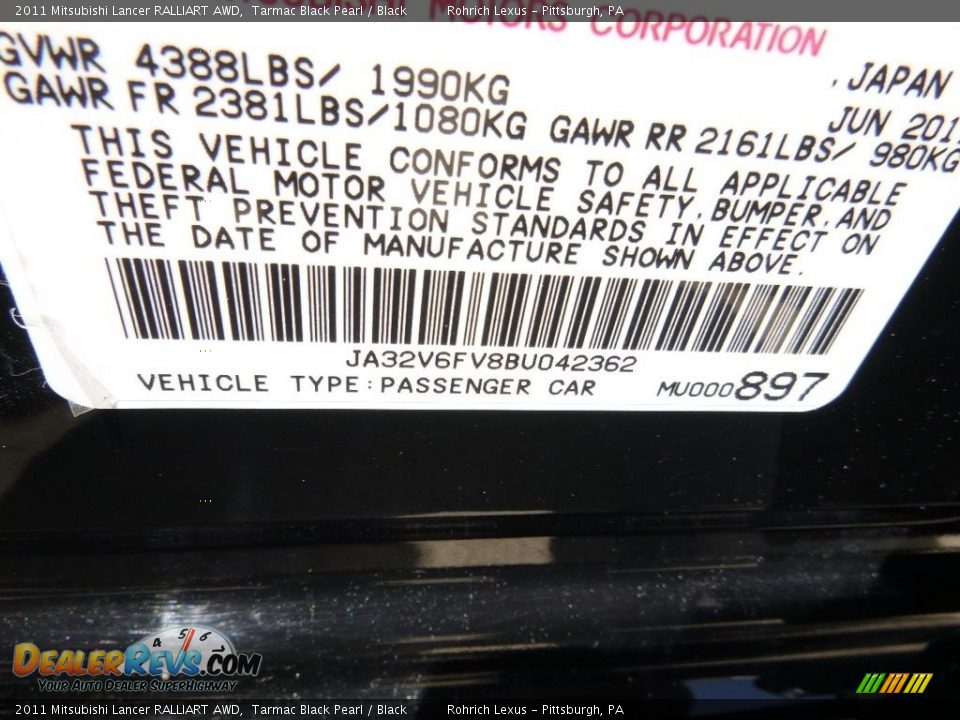 2011 Mitsubishi Lancer RALLIART AWD, Tarmac Black Pearl / Black Rohrich Lexus - Pittsburgh, PA
MOTORS CORPORATION
GVWR 4388LBS/ 1990KG , JAPAN
GAWR FR 2381LBS/1080KG GAWR RR 2161LBS/ 980KG
JUN 201
THIS VEHICLE CONFORMS TO ALL APPLICABLE
FEDERAL MOTOR VEHICLE SAFETY, BUMPER, AND
THEFT PREVENTION STANDARDS IN EFFECT ON
THE DATE OF MANUFACTURE SHOWN ABOVE.
JA32V6FV8BU042362
VEHICLE TYPE:PASSENGER CAR MU000897
4 5 6
DEALERREVS.COM
YOUR AUTO DEALER SUPERHIGHWAY
2011 Mitsubishi Lancer RALLIART AWD, Tarmac Black Pearl / Black Rohrich Lexus - Pittsburgh, PA